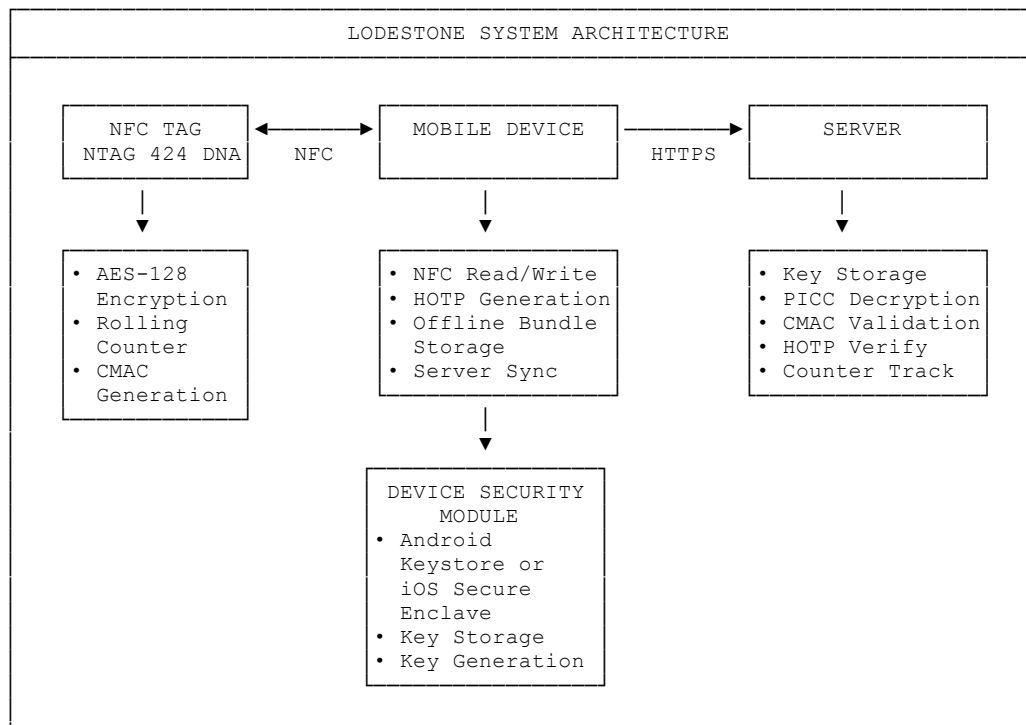 LODESTONE SYSTEM ARCHITECTURE
NFC TAG
NTAG 424 DNA
NFC
MOBILE DEVICE
HTTPS
SERVER
• AES-128
Encryption
• Rolling
Counter
• CMAC
Generation
• NFC Read/Write
• HOTP Generation
• Offline Bundle
Storage
• Server Sync
• Key Storage
• PICC Decryption
• CMAC Validation
• HOTP Verify
• Counter Track
DEVICE SECURITY
MODULE
• Android
Keystore or
iOS Secure
Enclave
• Key Storage
• Key Generation